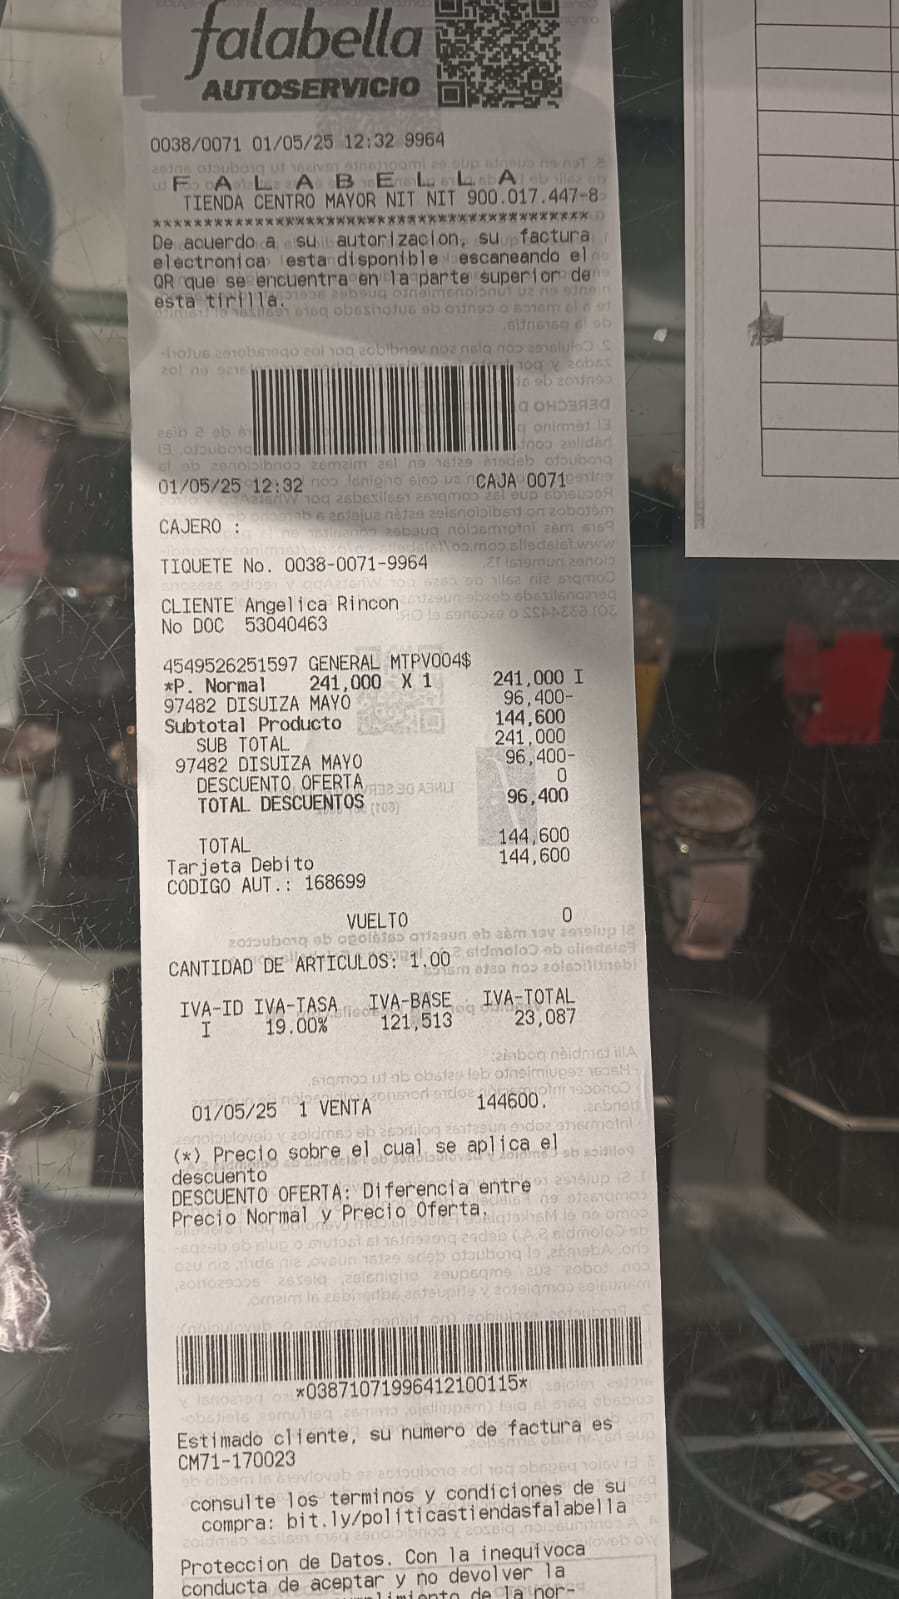 falabella
AUTOSERVICIO
0038/0071 01/05/25 12:32 9964
F A L A B E L L A
TIENDA CENTRO MAYOR NIT NIT 900.017.447-8
*******************************************
De acuerdo a su autorizacion, su factura
electronica esta disponible escaneando el
QR que se encuentra en la parte superior de
esta tirilla.
01/05/25 12:32 CAJA 0071
CAJERO :
TIQUETE No. 0038-0071-9964
CLIENTE Angelica Rincon
No DOC 53040463
4549526251597 GENERAL MTPV004$
*P. Normal 241,000 X 1 241,000 I
97482 DISUIZA MAYO 96,400-
Subtotal Producto 144,600
SUB TOTAL 241,000
97482 DISUIZA MAYO 96,400-
DESCUENTO OFERTA 0
TOTAL DESCUENTOS 96,400
TOTAL 144,600
Tarjeta Debito 144,600
CODIGO AUT.: 168699
VUELTO 0
CANTIDAD DE ARTICULOS: 1.00
IVA-ID IVA-TASA IVA-BASE IVA-TOTAL
I 19.00% 121,513 23,087
01/05/25 1 VENTA 144600.
(*) Precio sobre el cual se aplica el
descuento
DESCUENTO OFERTA: Diferencia entre
Precio Normal y Precio Oferta.
*03871071996412100115*
Estimado cliente, su numero de factura es
CM71-170023
consulte los terminos y condiciones de su
compra: bit.ly/politicastiendasfalabella
Proteccion de Datos. Con la inequivoca
conducta de aceptar y no devolver la
de la nor-